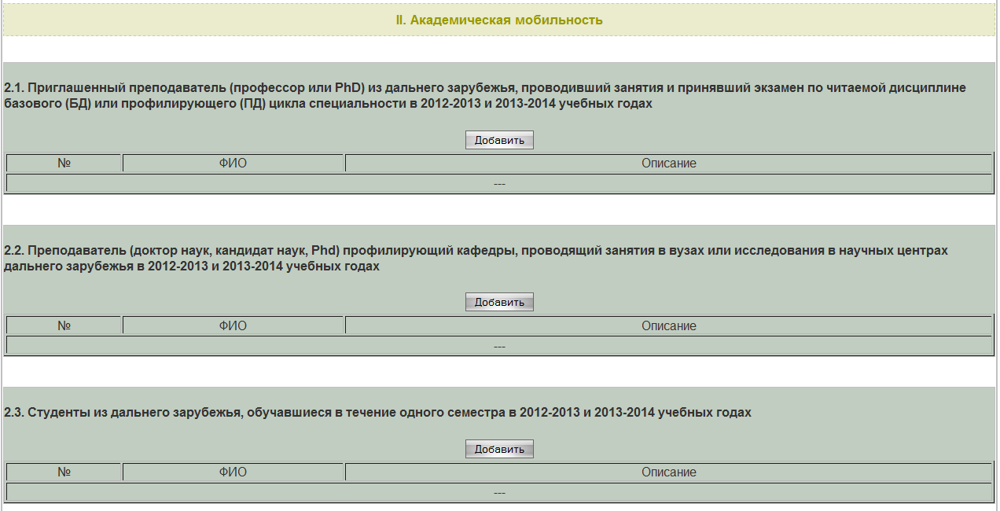 II. Академическая мобильность
2.1. Приглашенный преподаватель (профессор или PhD) из дальнего зарубежья, проводивший занятия и принявший экзамен по читаемой дисциплине
базового (БД) или профилирующего (ПД) цикла специальности в 2012-2013 и 2013-2014 учебных годах
Добавить
№ ФИО Описание
---
2.2. Преподаватель (доктор наук, кандидат наук, Phd) профилирующий кафедры, проводящий занятия в вузах или исследования в научных центрах
дальнего зарубежья в 2012-2013 и 2013-2014 учебных годах
Добавить
№ ФИО Описание
---
2.3. Студенты из дальнего зарубежья, обучавшиеся в течение одного семестра в 2012-2013 и 2013-2014 учебных годах
Добавить
№ ФИО Описание
---